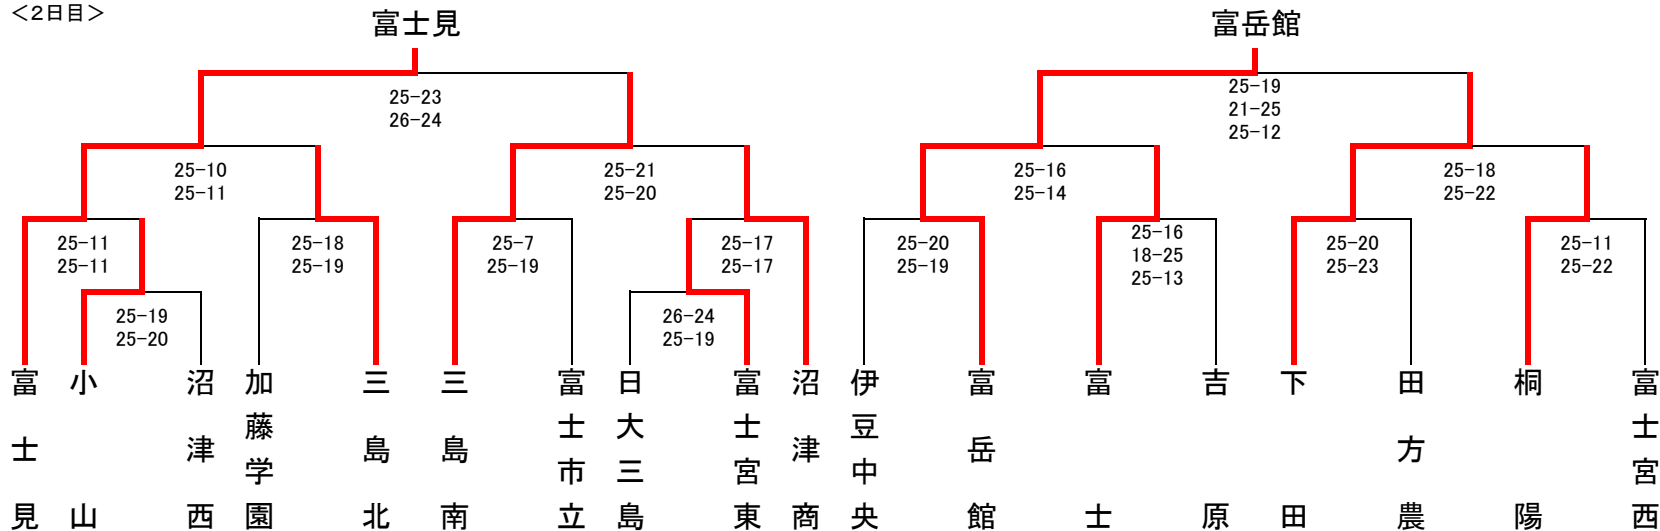 ＜2日目＞
富士見
富岳館
25-23
26-24
25-19
21-25
25-12
25-10
25-11
25-21
25-20
25-16
25-14
25-18
25-22
25-11
25-11
25-18
25-19
25-7
25-19
25-17
25-17
25-20
25-19
25-16
18-25
25-13
25-20
25-23
25-11
25-22
25-19
25-20
26-24
25-19
富士見
小山
沼津西
加藤学園
三島北
三島南
富士市立
日大三島
富士宮東
沼津商
伊豆中央
富岳館
富士
吉原
下田
田方農
桐陽
富士宮西